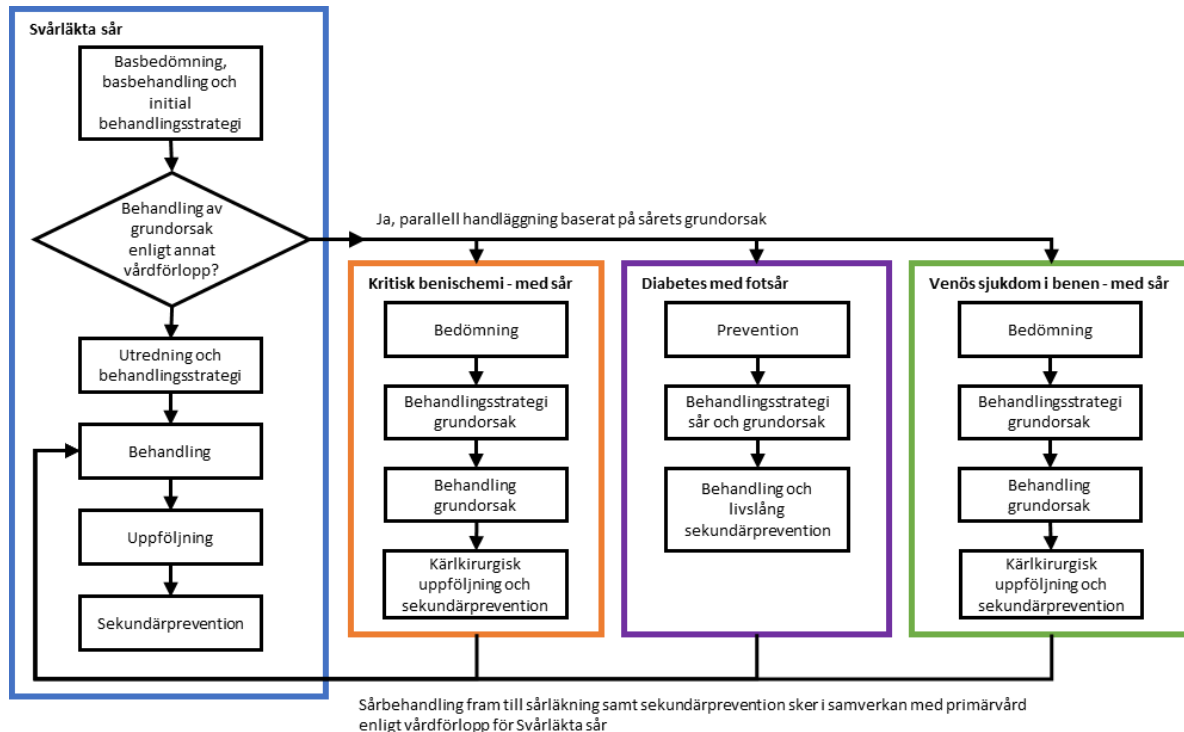 Svårläkta sår
Basbedömning,
basbehandling och
initial
behandlingsstrategi
Behandling av
grundorsak
enligt annat
vårdförlopp?
Utredning och
behandlingsstrategi
Behandling
Uppföljning
Sekundärprevention
Ja, parallell handläggning baserat på sårets grundorsak
Kritisk benischemi - med sår
Bedömning
Behandlingsstrategi
grundorsak
Behandling
grundorsak
Kärlkirurgisk
uppföljning och
sekundärprevention
Diabetes med fotsår
Prevention
Behandlingsstrategi
sår och grundorsak
Behandling och
livslång
sekundärprevention
Venös sjukdom i benen - med sår
Bedömning
Behandlingsstrategi
grundorsak
Behandling
grundorsak
Kärlkirurgisk
uppföljning och
sekundärprevention
Sårbehandling fram till sårläkning samt sekundärprevention sker i samverkan med primärvård
enligt vårdförlopp för Svårläkta sår